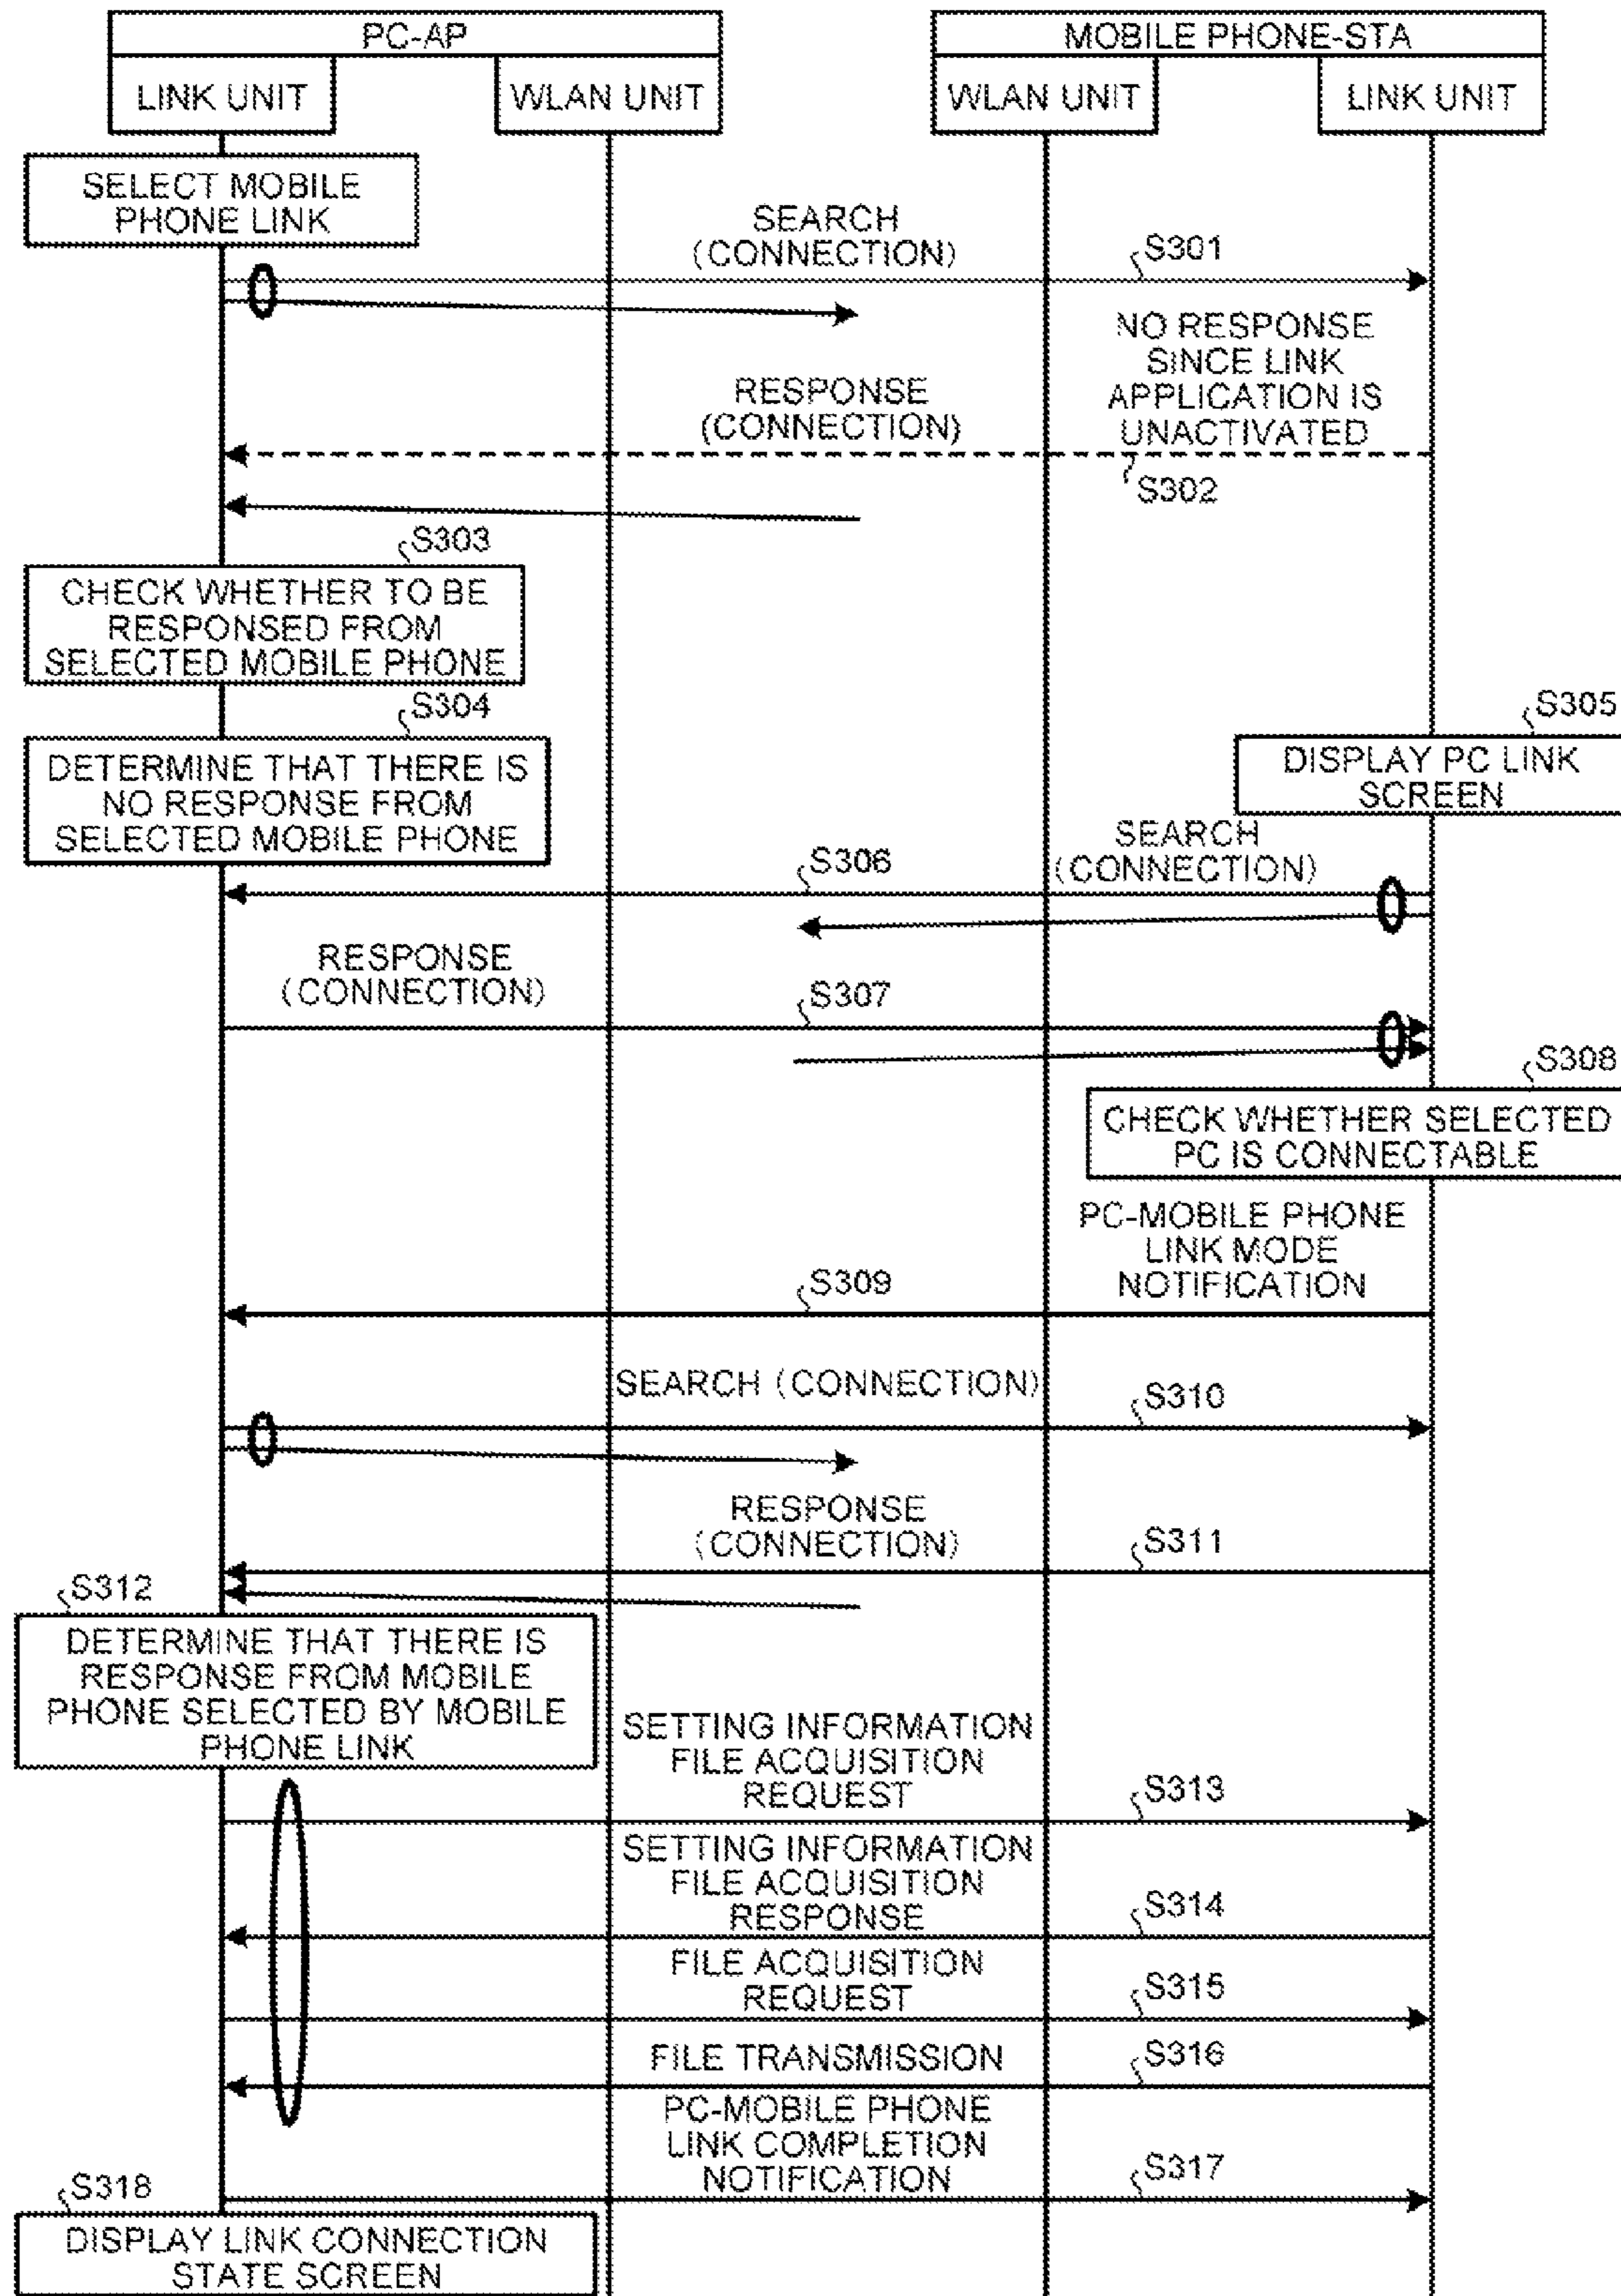 PC-AP
MOBILE PHONE-STA
LINK UNIT
WLAN UNIT
WLAN UNIT
LINK UNIT
SELECT MOBILE
PHONE LINK
SEARCH
(CONNECTION)
S301
NO RESPONSE
SINCE LINK
APPLICATION IS
UNACTIVATED
RESPONSE
(CONNECTION)
S302
S303
CHECK WHETHER TO BE
RESPONSED FROM
SELECTED MOBILE PHONE
S304
DETERMINE THAT THERE IS
NO RESPONSE FROM
SELECTED MOBILE PHONE
S305
DISPLAY PC LINK
SCREEN
SEARCH
(CONNECTION)
S306
RESPONSE
(CONNECTION)
S307
S308
CHECK WHETHER SELECTED
PC IS CONNECTABLE
PC-MOBILE PHONE
LINK MODE
NOTIFICATION
S309
SEARCH (CONNECTION)
S310
RESPONSE
(CONNECTION)
S311
S312
DETERMINE THAT THERE IS
RESPONSE FROM MOBILE
PHONE SELECTED BY MOBILE
PHONE LINK
SETTING INFORMATION
FILE ACQUISITION
REQUEST
S313
SETTING INFORMATION
FILE ACQUISITION
RESPONSE
S314
FILE ACQUISITION
REQUEST
S315
FILE TRANSMISSION
S316
PC-MOBILE PHONE
LINK COMPLETION
NOTIFICATION
S317
S318
DISPLAY LINK CONNECTION
STATE SCREEN